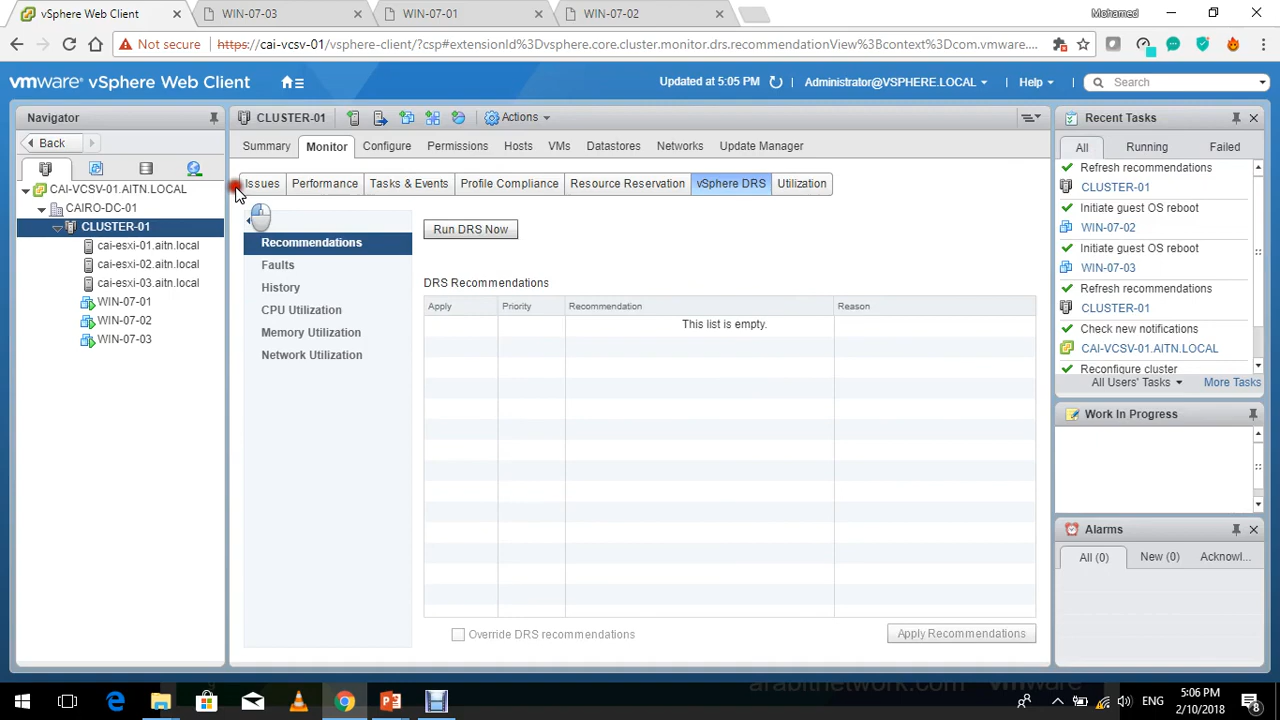 vSphere Web Client
WIN-07-03
WIN-07-01
WIN-07-02
Mohamed
Not secure
https://cai-vcsv-01/vsphere-client/?csp#extensionId%3Dvsphere.core.cluster.monitor.drs.recommendationView%3Bcontext%3Dcom.vmware....
vmware vSphere Web Client
Updated at 5:05 PM
Administrator@VSPHERE.LOCAL
Help
Search
Navigator
Back
CAI-VCSV-01.AITN.LOCAL
CAIRO-DC-01
CLUSTER-01
cai-esxi-01.aitn.local
cai-esxi-02.aitn.local
cai-esxi-03.aitn.local
WIN-07-01
WIN-07-02
WIN-07-03
CLUSTER-01
Actions
Summary
Monitor
Configure
Permissions
Hosts
VMs
Datastores
Networks
Update Manager
Issues
Performance
Tasks & Events
Profile Compliance
Resource Reservation
vSphere DRS
Utilization
Recommendations
Faults
History
CPU Utilization
Memory Utilization
Network Utilization
Run DRS Now
DRS Recommendations
Apply
Priority
Recommendation
Reason
This list is empty.
Override DRS recommendations
Apply Recommendations
Recent Tasks
All
Running
Failed
Refresh recommendations
CLUSTER-01
Initiate guest OS reboot
WIN-07-02
Initiate guest OS reboot
WIN-07-03
Refresh recommendations
CLUSTER-01
Check new notifications
CAI-VCSV-01.AITN.LOCAL
Reconfigure cluster
All Users' Tasks
More Tasks
Work In Progress
Alarms
All (0)
New (0)
Acknowl...
arabitnetwork.com
vmware
ENG
5:06 PM
2/10/2018
8